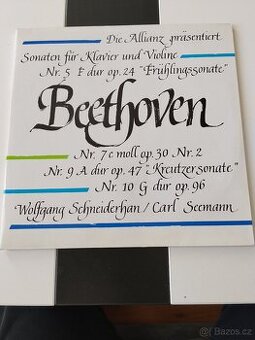 Die Allianz präsentiert
Sonaten für Klavier und Violine
Nr. 5 F dur op. 24 "Frühlingssonate"
Beethoven
Nr. 7 c moll op. 30 Nr. 2
Nr. 9 A dur op. 47 "Kreutzersonate"
Nr. 10 G dur op. 96
Wolfgang Schneiderhan / Carl Seemann
Bazoš.cz